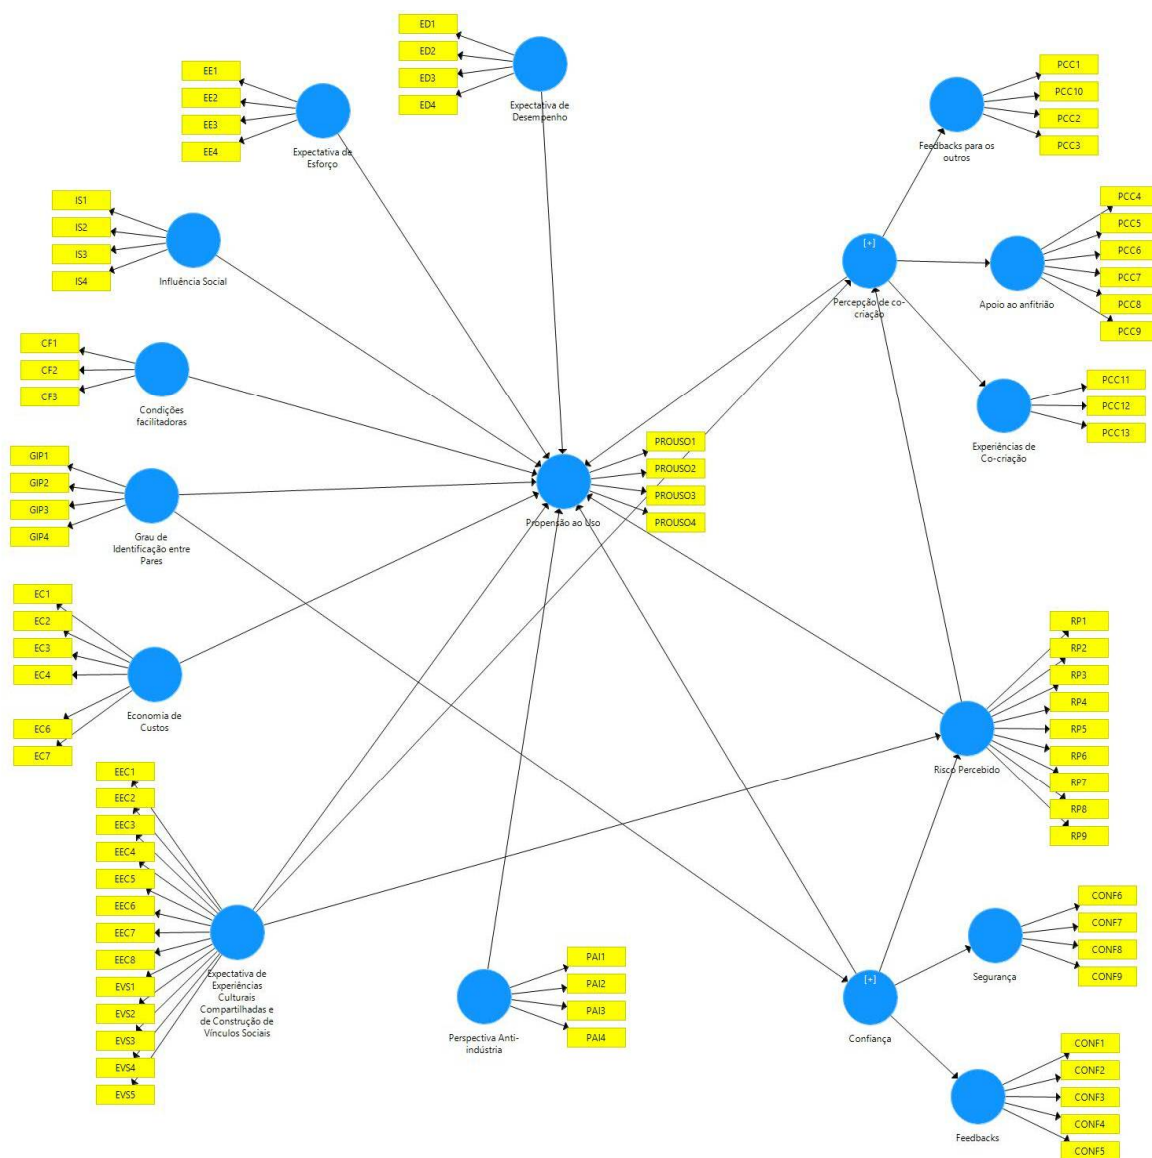 ED1
ED2
ED3
ED4
Expectativa de
Desempenho
EE1
EE2
EE3
EE4
Expectativa de
Esforço
PCC1
PCC10
PCC2
PCC3
Feedbacks para os
outros
IS1
IS2
IS3
IS4
Influência Social
[+]
Percepção de co-
criação
PCC4
PCC5
PCC6
PCC7
PCC8
PCC9
Apoio ao anfitrião
CF1
CF2
CF3
Condições
facilitadoras
PCC11
PCC12
PCC13
Experiências de
Co-criação
GIP1
GIP2
GIP3
GIP4
Grau de
Identificação entre
Pares
PROUSO1
PROUSO2
PROUSO3
PROUSO4
Propensão ao Uso
EC1
EC2
EC3
EC4
EC6
EC7
Economia de
Custos
RP1
RP2
RP3
RP4
RP5
RP6
RP7
RP8
RP9
Risco Percebido
EEC1
EEC2
EEC3
EEC4
EEC5
EEC6
EEC7
EEC8
EVS1
EVS2
EVS3
EVS4
EVS5
Expectativa de
Experiências
Culturais
Compartilhadas e
de Construção de
Vínculos Sociais
PAI1
PAI2
PAI3
PAI4
Perspectiva Anti-
indústria
CONF6
CONF7
CONF8
CONF9
Segurança
[+]
Confiança
CONF1
CONF2
CONF3
CONF4
CONF5
Feedbacks